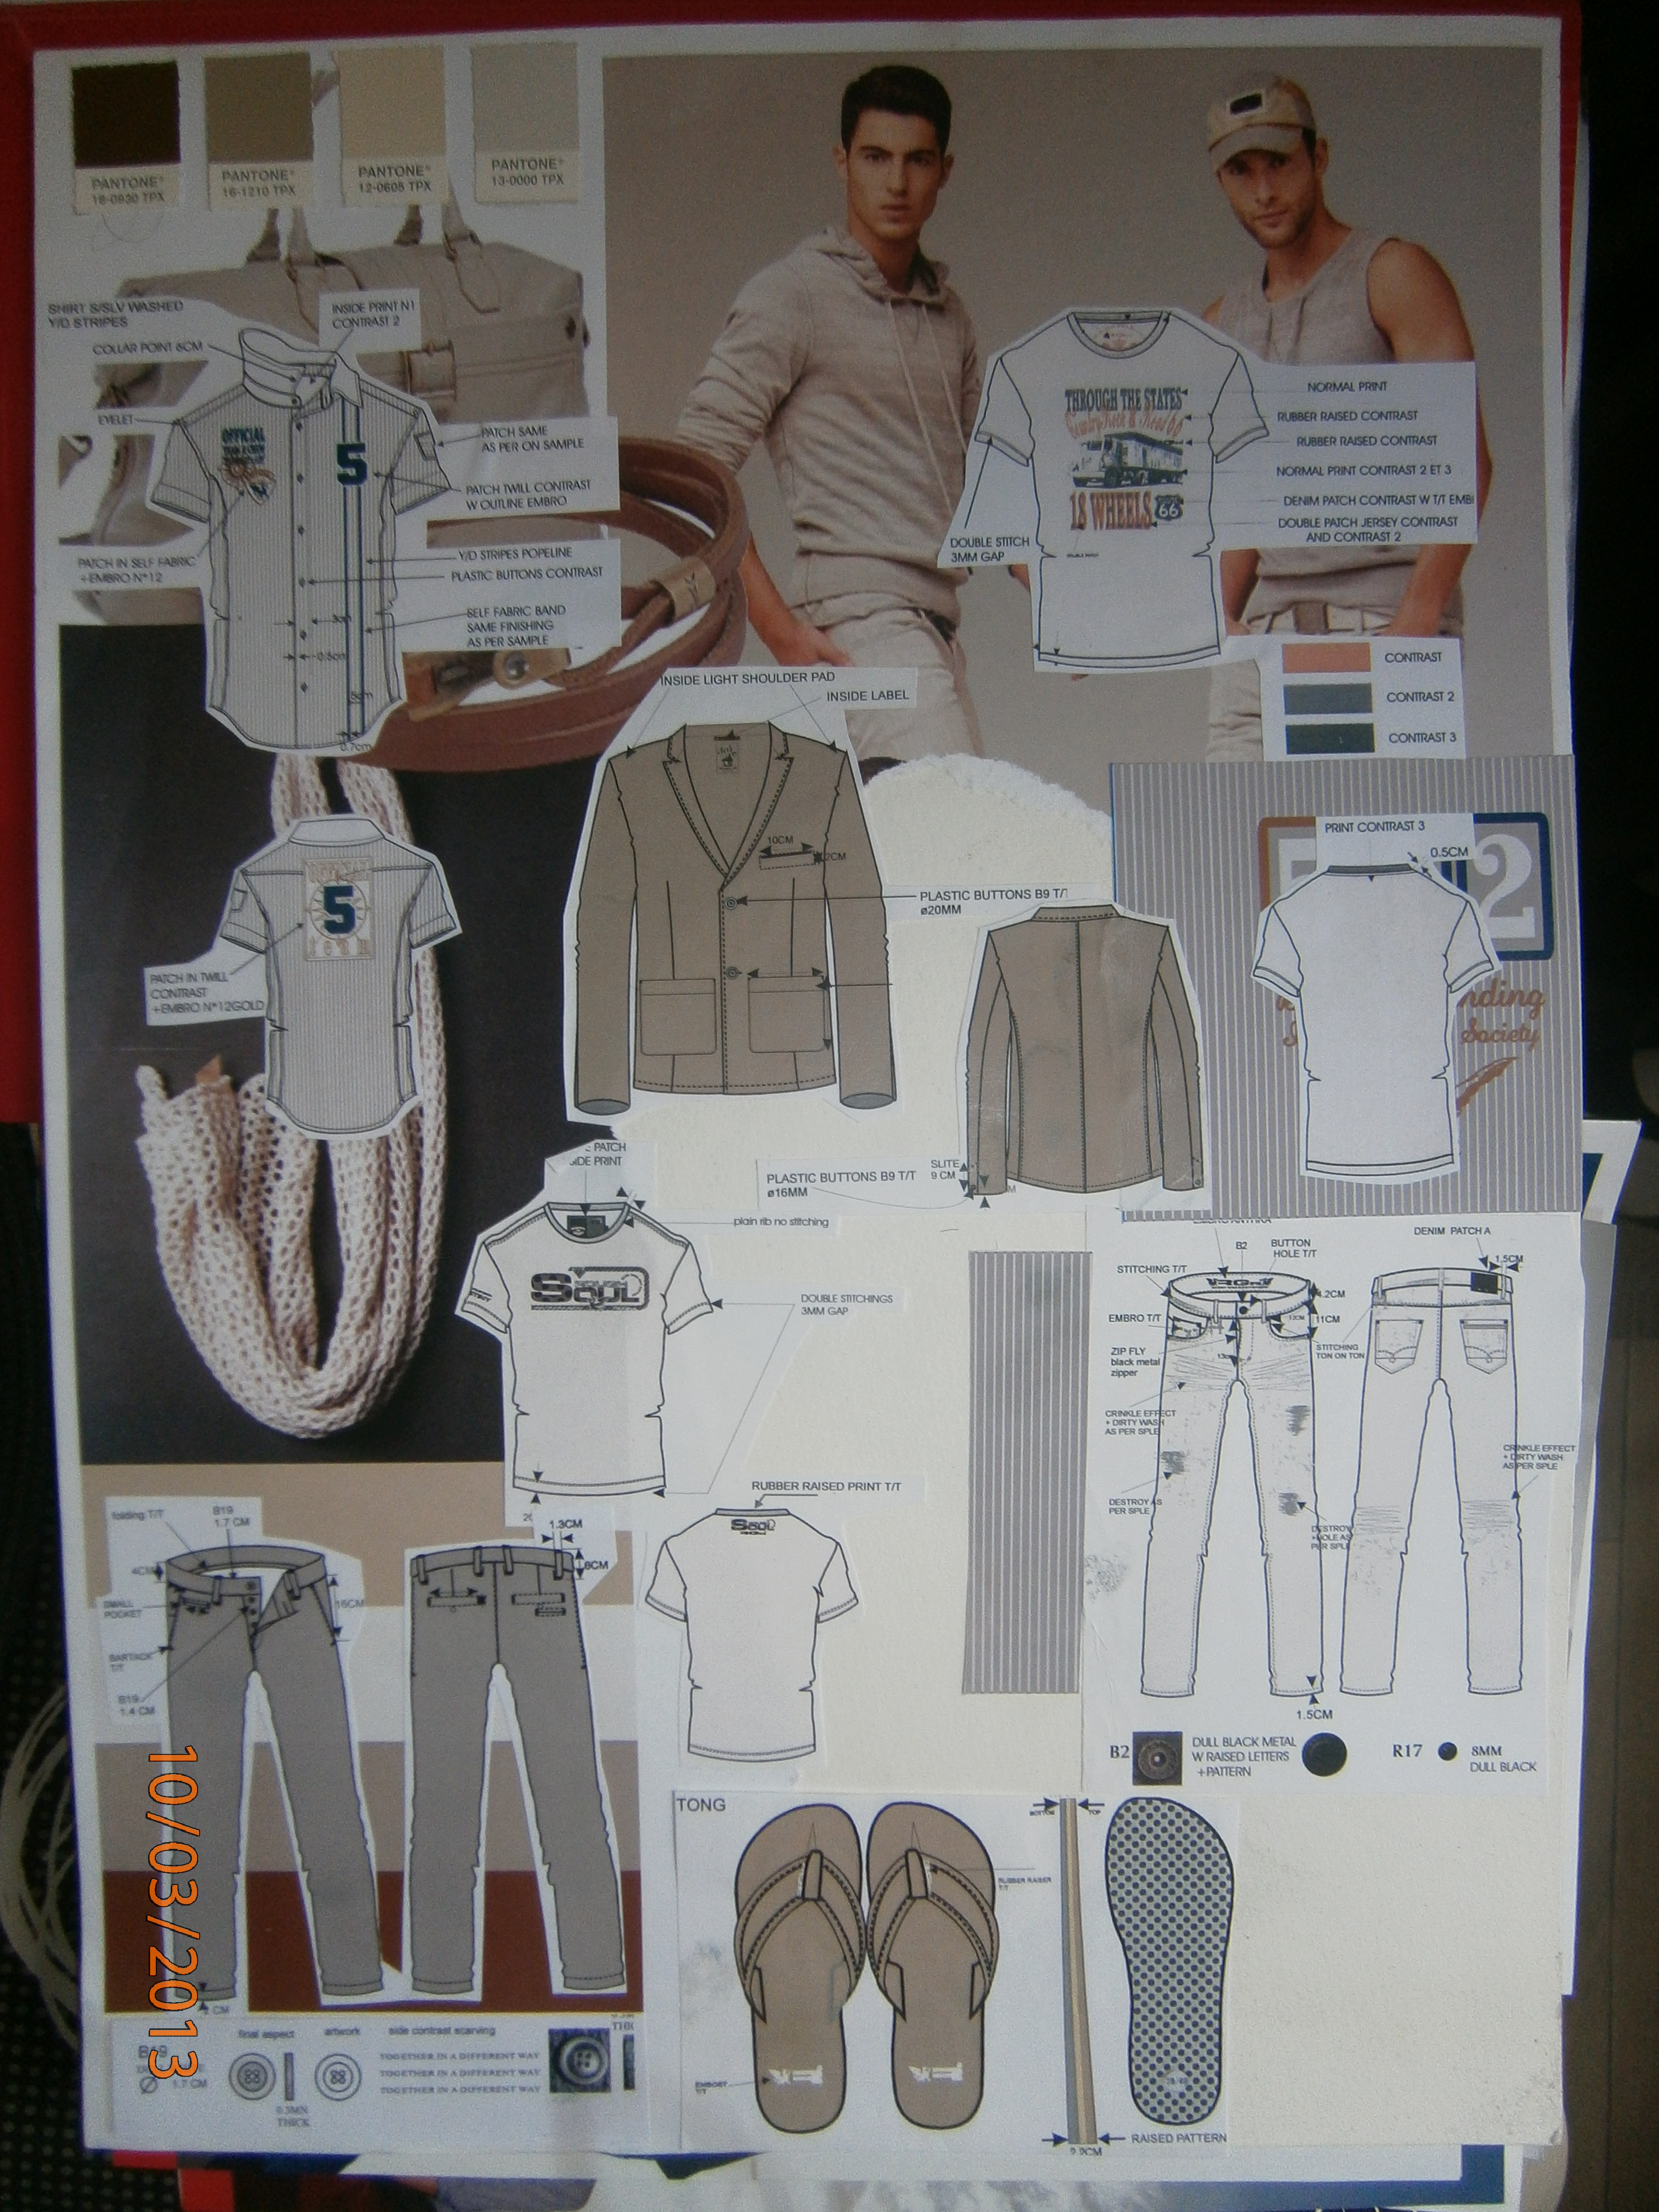 PANTONE®
18-0930 TPX
PANTONE®
16-1210 TPX
PANTONE®
12-0605 TPX
PANTONE®
13-0000 TPX
SHIRT S/SLV WASHED
Y/D STRIPES
INSIDE PRINT N1
CONTRAST 2
COLLAR POINT 6CM
EYELET
OFFICIAL
5
PATCH SAME
AS PER ON SAMPLE
PATCH TWILL CONTRAST
W OUTLINE EMBRO
PATCH IN SELF FABRIC
+EMBRO N°12
Y/D STRIPES POPELINE
PLASTIC BUTTONS CONTRAST
SELF FABRIC BAND
SAME FINISHING
AS PER SAMPLE
3cm
0.5cm
5cm
0.7cm
THROUGH THE STATES
18 WHEELS 66
NORMAL PRINT
RUBBER RAISED CONTRAST
RUBBER RAISED CONTRAST
NORMAL PRINT CONTRAST 2 ET 3
DENIM PATCH CONTRAST W T/T EMB
DOUBLE PATCH JERSEY CONTRAST
AND CONTRAST 2
DOUBLE STITCH
3MM GAP
CONTRAST
CONTRAST 2
CONTRAST 3
INSIDE LIGHT SHOULDER PAD
INSIDE LABEL
10CM
2CM
PLASTIC BUTTONS B9 T/T
ø20MM
PRINT CONTRAST 3
0.5CM
2
nding
Society
5
PATCH IN TWILL
CONTRAST
+EMBRO N°12GOLD
PATCH
IDE PRINT
PLASTIC BUTTONS B9 T/T
ø16MM
SLITE
9 CM
plain rib no stitching
DOUBLE STITCHINGS
3MM GAP
RUBBER RAISED PRINT T/T
STITCHING T/T
B2
BUTTON
HOLE T/T
DENIM PATCH A
1.5CM
4.2CM
11CM
EMBRO T/T
ZIP FLY
black metal
zipper
STITCHING
TON ON TON
CRINKLE EFFECT
+ DIRTY WASH
AS PER SPLE
CRINKLE EFFECT
+ DIRTY WASH
AS PER SPLE
DESTROY AS
PER SPLE
DESTROY
+HOLE AS
PER SPLE
1.5CM
B2
DULL BLACK METAL
W RAISED LETTERS
+PATTERN
R17
8MM
DULL BLACK
folding T/T
B19
1.7 CM
1.3CM
6CM
4CM
SMALL
POCKET
16CM
BARTACK
T/T
B19
1.4 CM
2 CM
10/03/2013
B19
1.7 CM
final aspect
artwork
side contrast scarving
TOGETHER IN A DIFFERENT WAY
TOGETHER IN A DIFFERENT WAY
TOGETHER IN A DIFFERENT WAY
0.3MN
THICK
TONG
BOTTOM
TOP
RUBBER RAISER
T/T
EMBOST
T/T
RAISED PATTERN